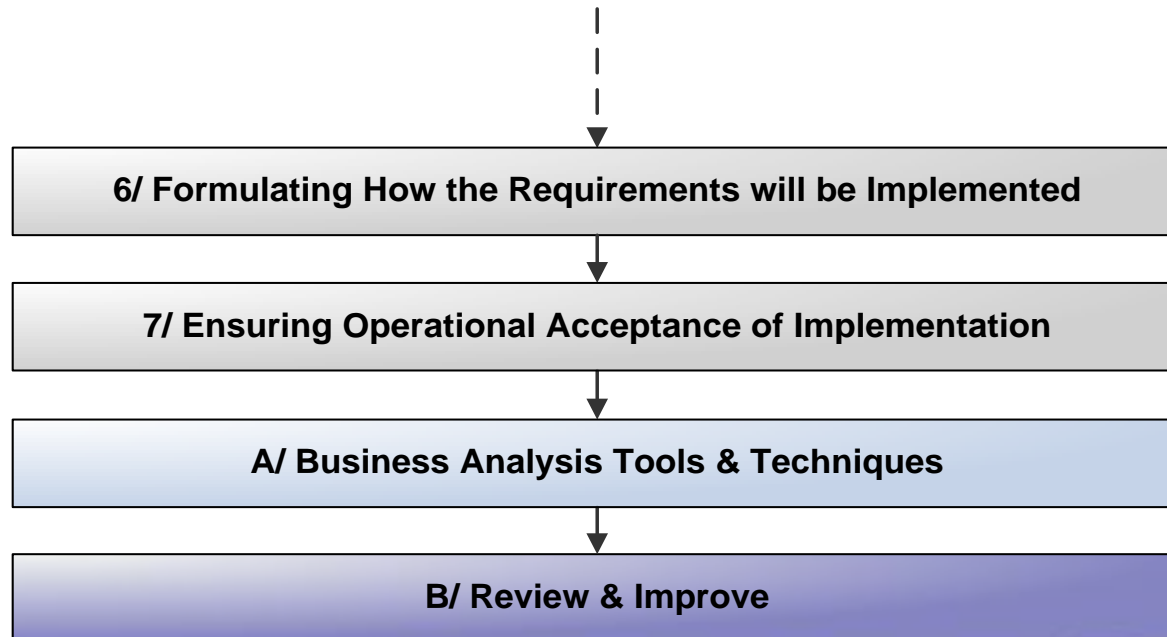 6/ Formulating How the Requirements will be Implemented
7/ Ensuring Operational Acceptance of Implementation
A/ Business Analysis Tools & Techniques
B/ Review & Improve